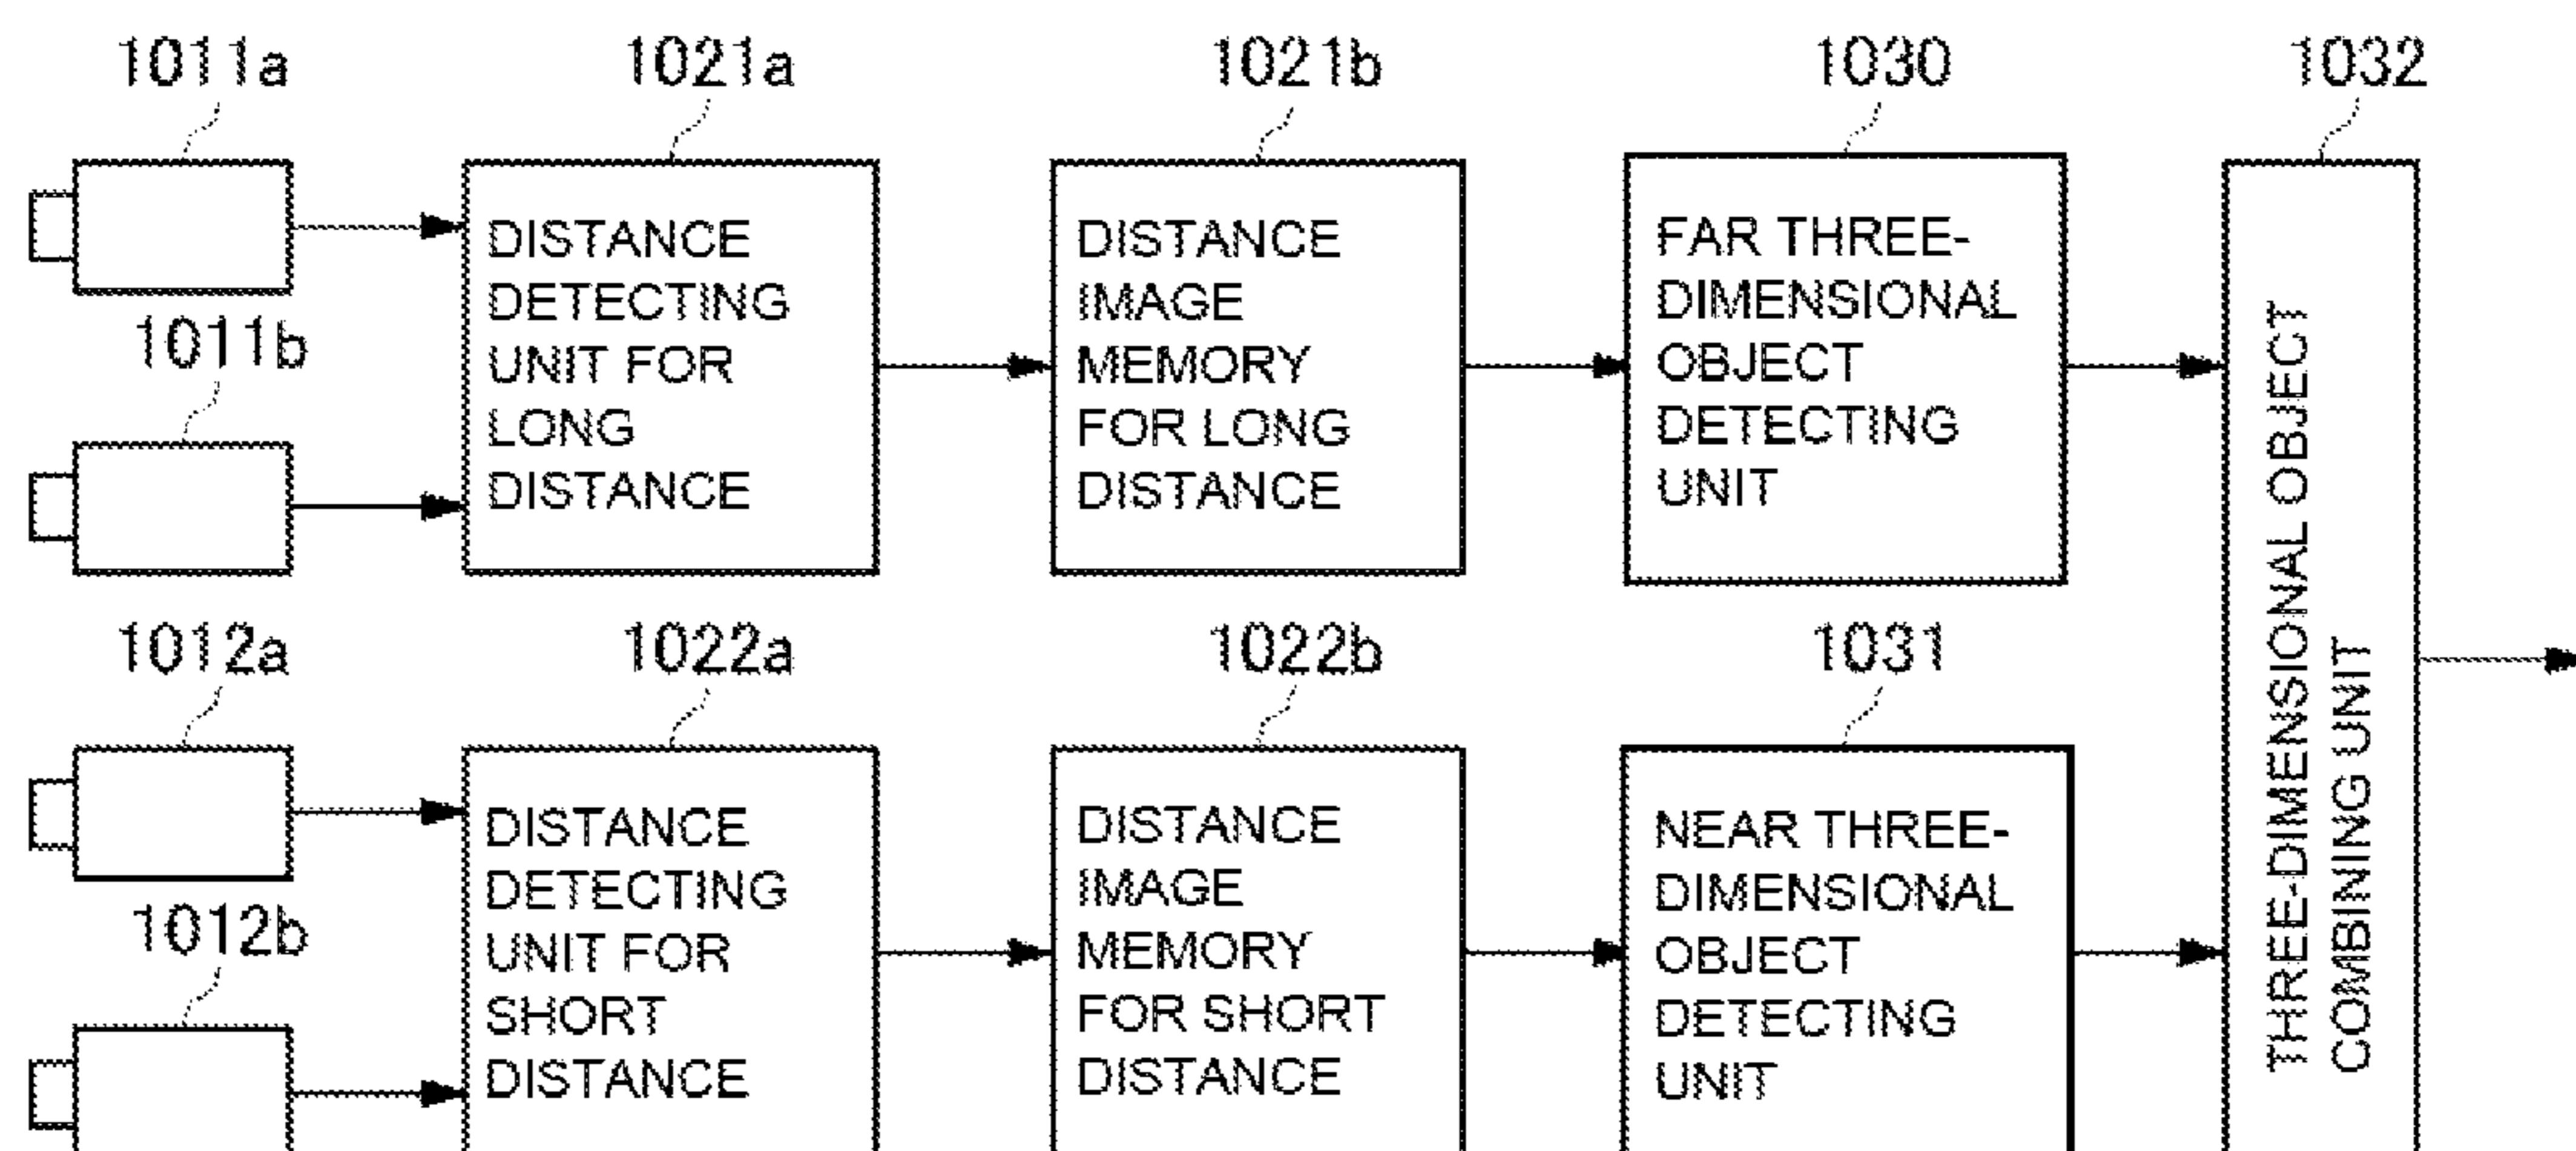 1011a
1021a
1021b
1030
1032
DISTANCE
DETECTING
UNIT FOR
LONG
DISTANCE
DISTANCE
IMAGE
MEMORY
FOR LONG
DISTANCE
FAR THREE-
DIMENSIONAL
OBJECT
DETECTING
UNIT
THREE-DIMENSIONAL OBJECT
COMBINING UNIT
1011b
1012a
1022a
1022b
1031
DISTANCE
DETECTING
UNIT FOR
SHORT
DISTANCE
DISTANCE
IMAGE
MEMORY
FOR SHORT
DISTANCE
NEAR THREE-
DIMENSIONAL
OBJECT
DETECTING
UNIT
1012b